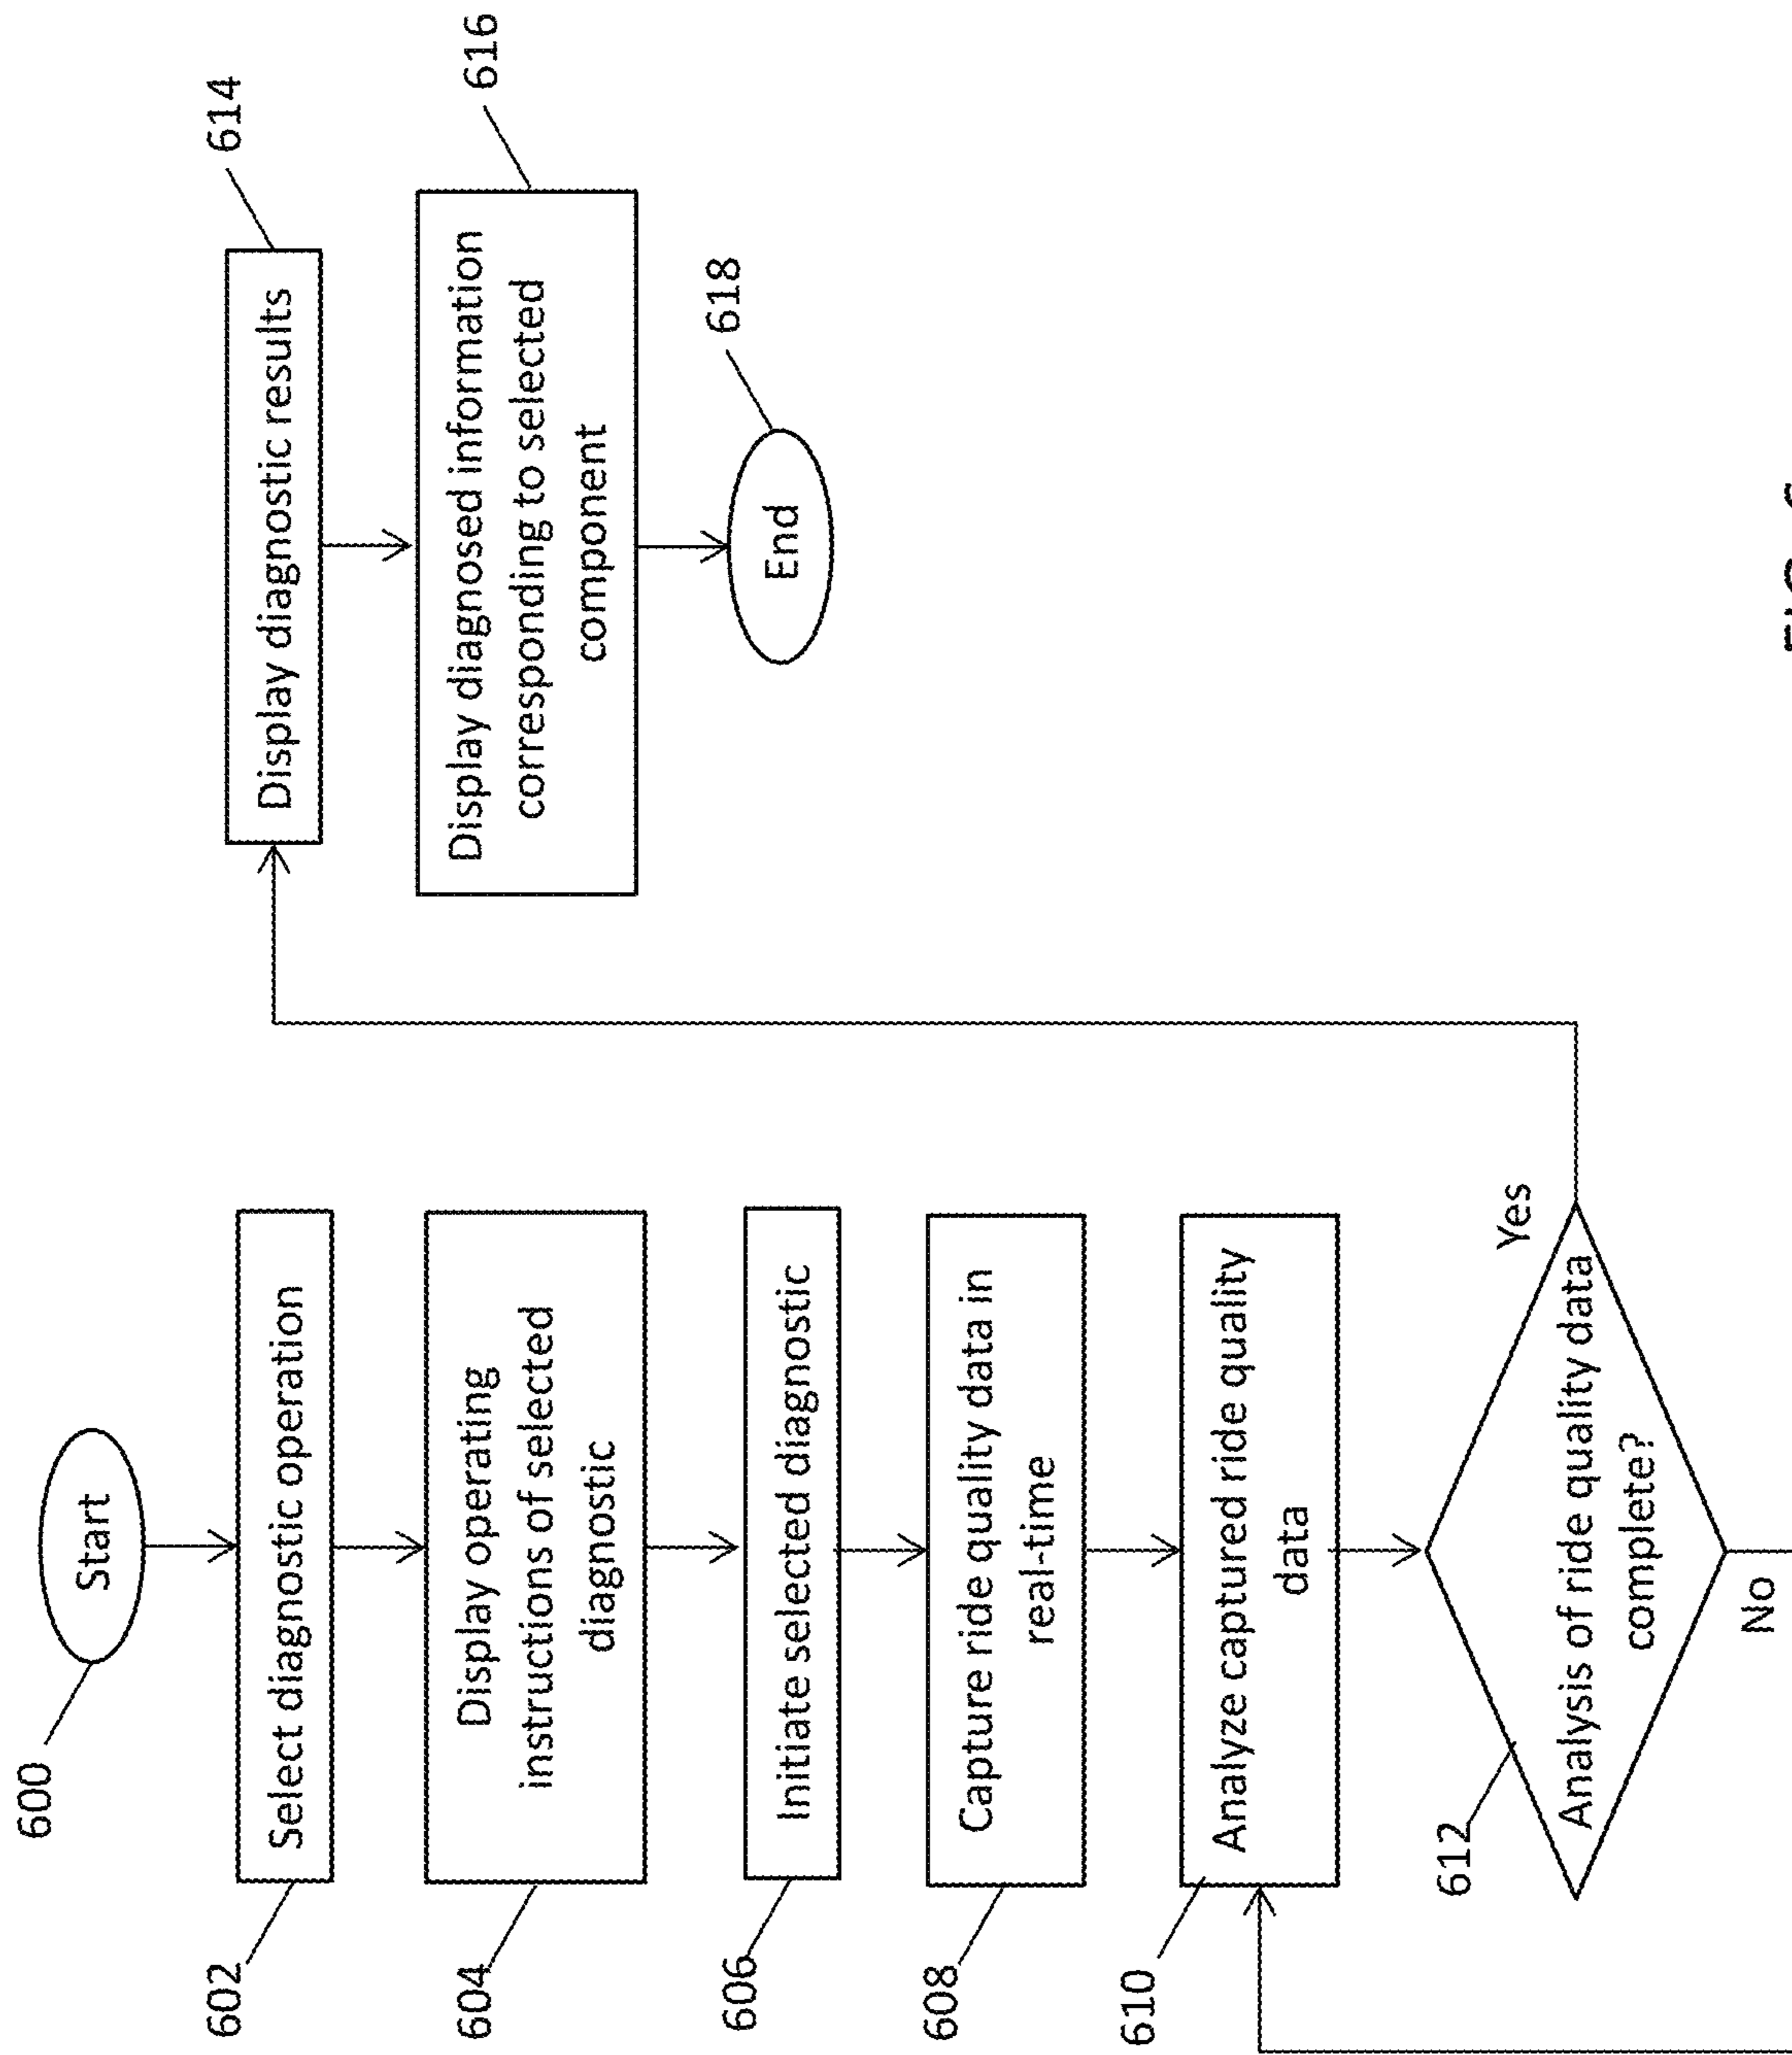 600
Start
602
Select diagnostic operation
604
Display operating
instructions of selected
diagnostic
606
Initiate selected diagnostic
608
Capture ride quality data in
real-time
610
Analyze captured ride quality
data
612
Analysis of ride quality data
complete?
Yes
No
614
Display diagnostic results
616
Display diagnosed information
corresponding to selected
component
618
End